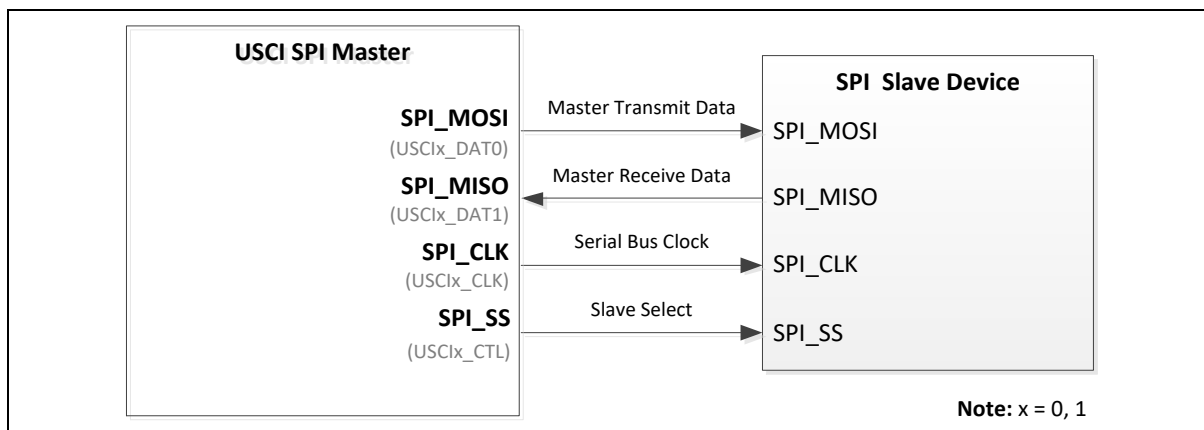 USCI SPI Master
SPI Slave Device
SPI_MOSI
(USCIx_DAT0)
Master Transmit Data
SPI_MOSI
SPI_MISO
(USCIx_DAT1)
Master Receive Data
SPI_MISO
SPI_CLK
(USCIx_CLK)
Serial Bus Clock
SPI_CLK
SPI_SS
(USCIx_CTL)
Slave Select
SPI_SS
Note: x = 0, 1